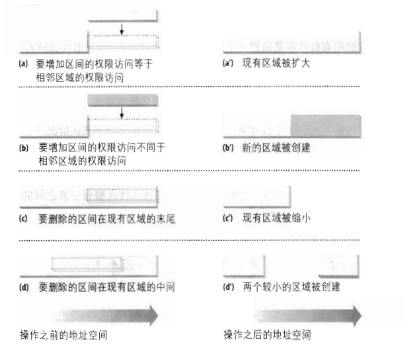 (a) 要增加区间的权限访问等于
相邻区域的权限访问
(a') 现有区域被扩大
(b) 要增加区间的权限访问不同于
相邻区域的权限访问
(b') 新的区域被创建
(c) 要删除的区间在现有区域的末尾
(c') 现有区域被缩小
(d) 要删除的区间在现有区域的中间
(d') 两个较小的区域被创建
操作之前的地址空间
操作之后的地址空间